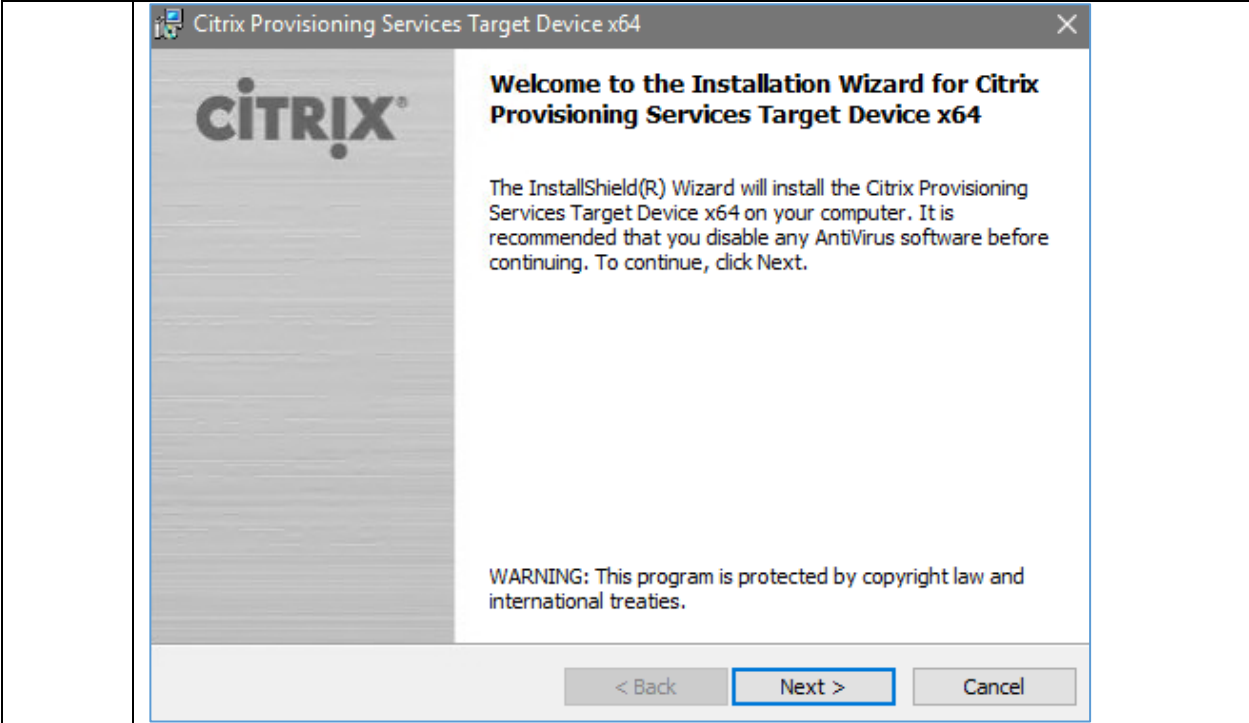 Citrix Provisioning Services Target Device x64
CITRIX®
Welcome to the Installation Wizard for Citrix
Provisioning Services Target Device x64
The InstallShield(R) Wizard will install the Citrix Provisioning
Services Target Device x64 on your computer. It is
recommended that you disable any AntiVirus software before
continuing. To continue, click Next.
WARNING: This program is protected by copyright law and
international treaties.
< Back
Next >
Cancel